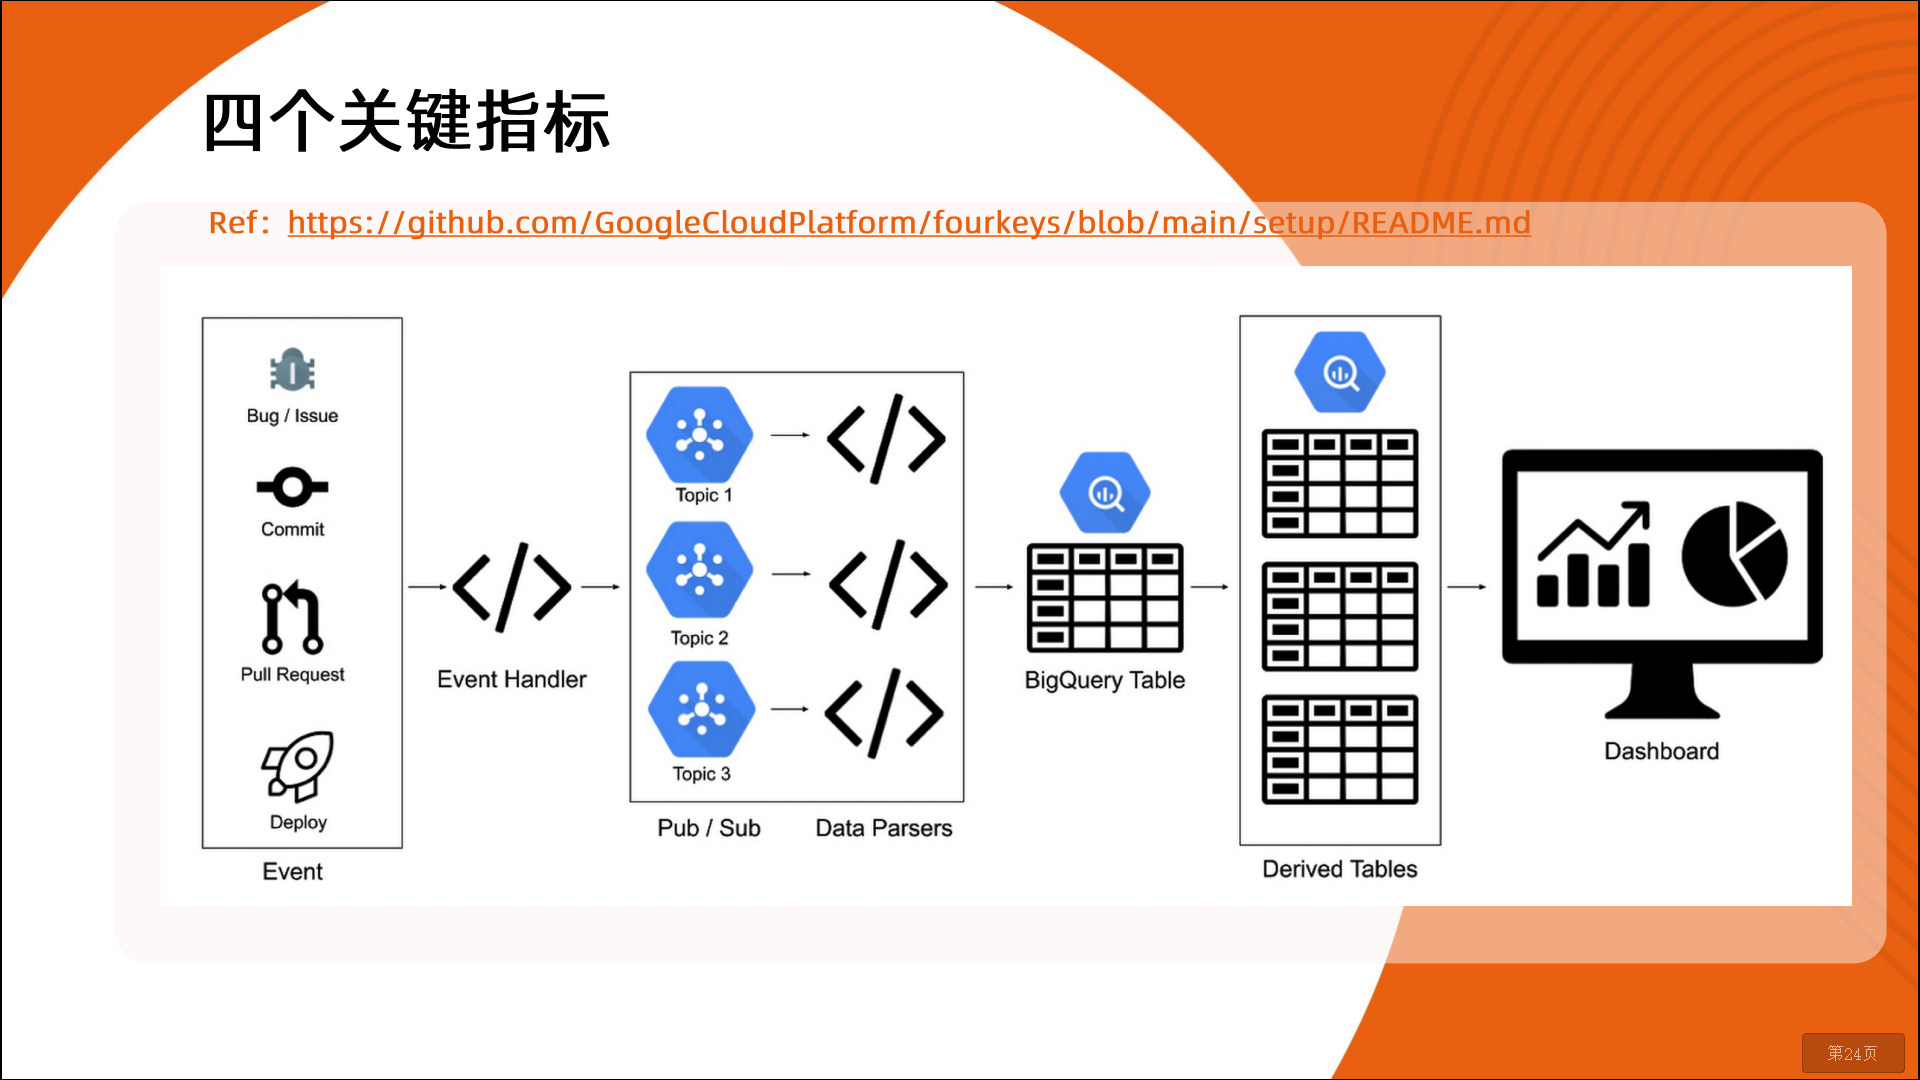 四个关键指标
Ref：https://github.com/GoogleCloudPlatform/fourkeys/blob/main/setup/README.md
Bug / Issue
Commit
Pull Request
Deploy
Event
Event Handler
Topic 1
Topic 2
Topic 3
Pub / Sub
Data Parsers
BigQuery Table
Derived Tables
Dashboard
第24页